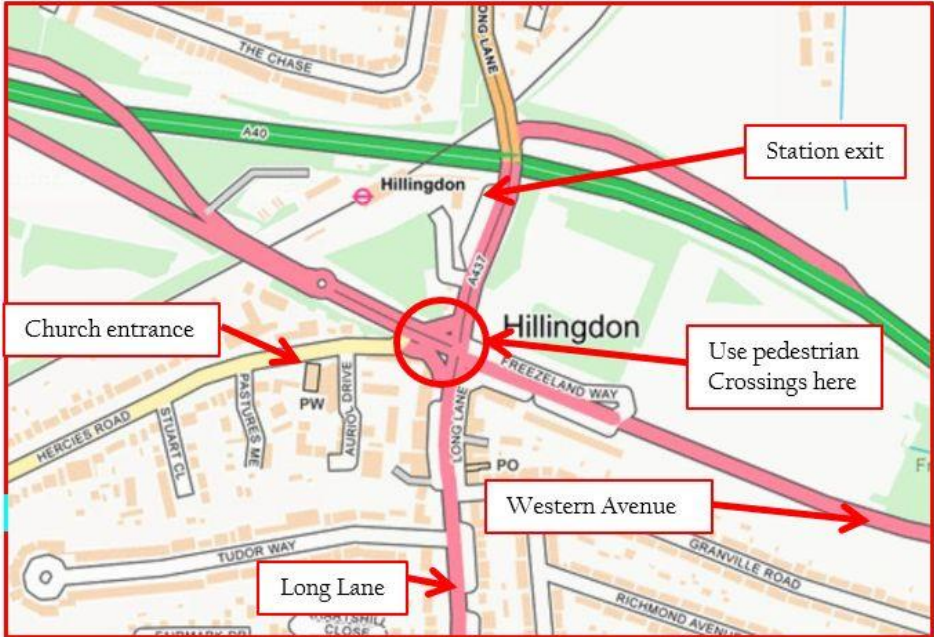 THE CHASE
LONG LANE
A40
Station exit
Hillingdon
A437
Church entrance
Hillingdon
Use pedestrian
Crossings here
FREEZELAND WAY
HERCIES ROAD
STUART CL
PASTURES ME
PW
AURIOL DRIVE
LONG LANE
PO
Fr
Western Avenue
TUDOR WAY
GRANVILLE ROAD
Long Lane
RICHMOND AVENUE
CLOSE